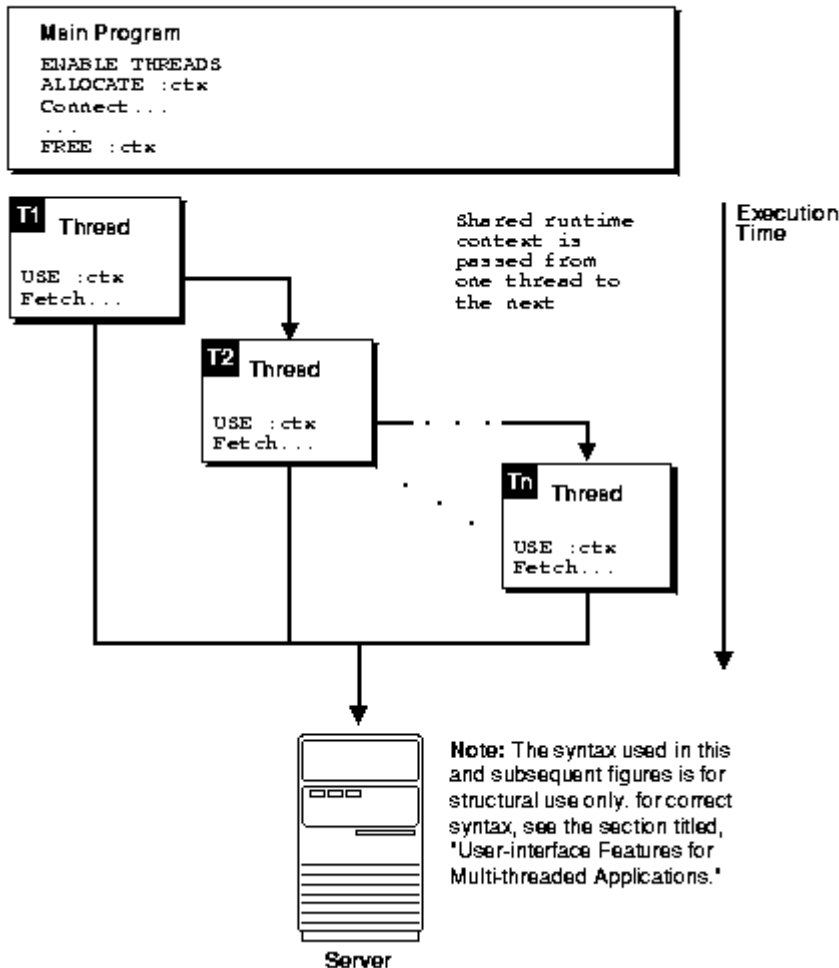 Main Program
ENABLE THREADS
ALLOCATE :ctx
Connect...
...
FREE :ctx
T1
Thread
USE :ctx
Fetch...
Shared runtime
context is
passed from
one thread to
the next
Execution
Time
T2
Thread
USE :ctx
Fetch...
Tn
Thread
USE :ctx
Fetch...
Note: The syntax used in this
and subsequent figures is for
structural use only. for correct
syntax, see the section titled,
"User-interface Features for
Multi-threaded Applications."
Server